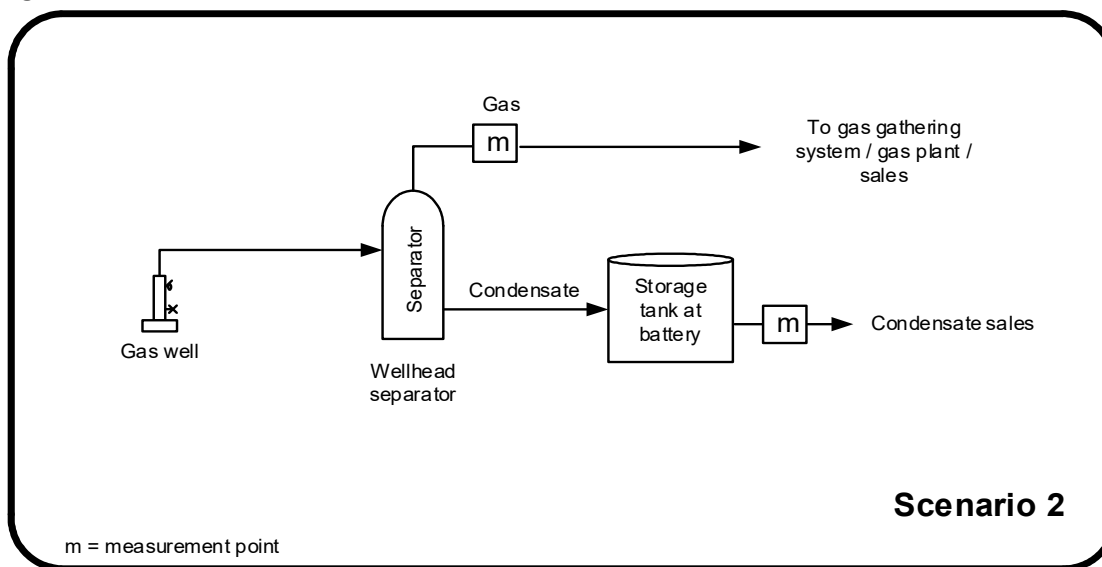 Gas
m
To gas gathering
system / gas plant /
sales
Separator
Gas well
Condensate
Storage
tank at
battery
m
Condensate sales
Wellhead
separator
Scenario 2
m = measurement point